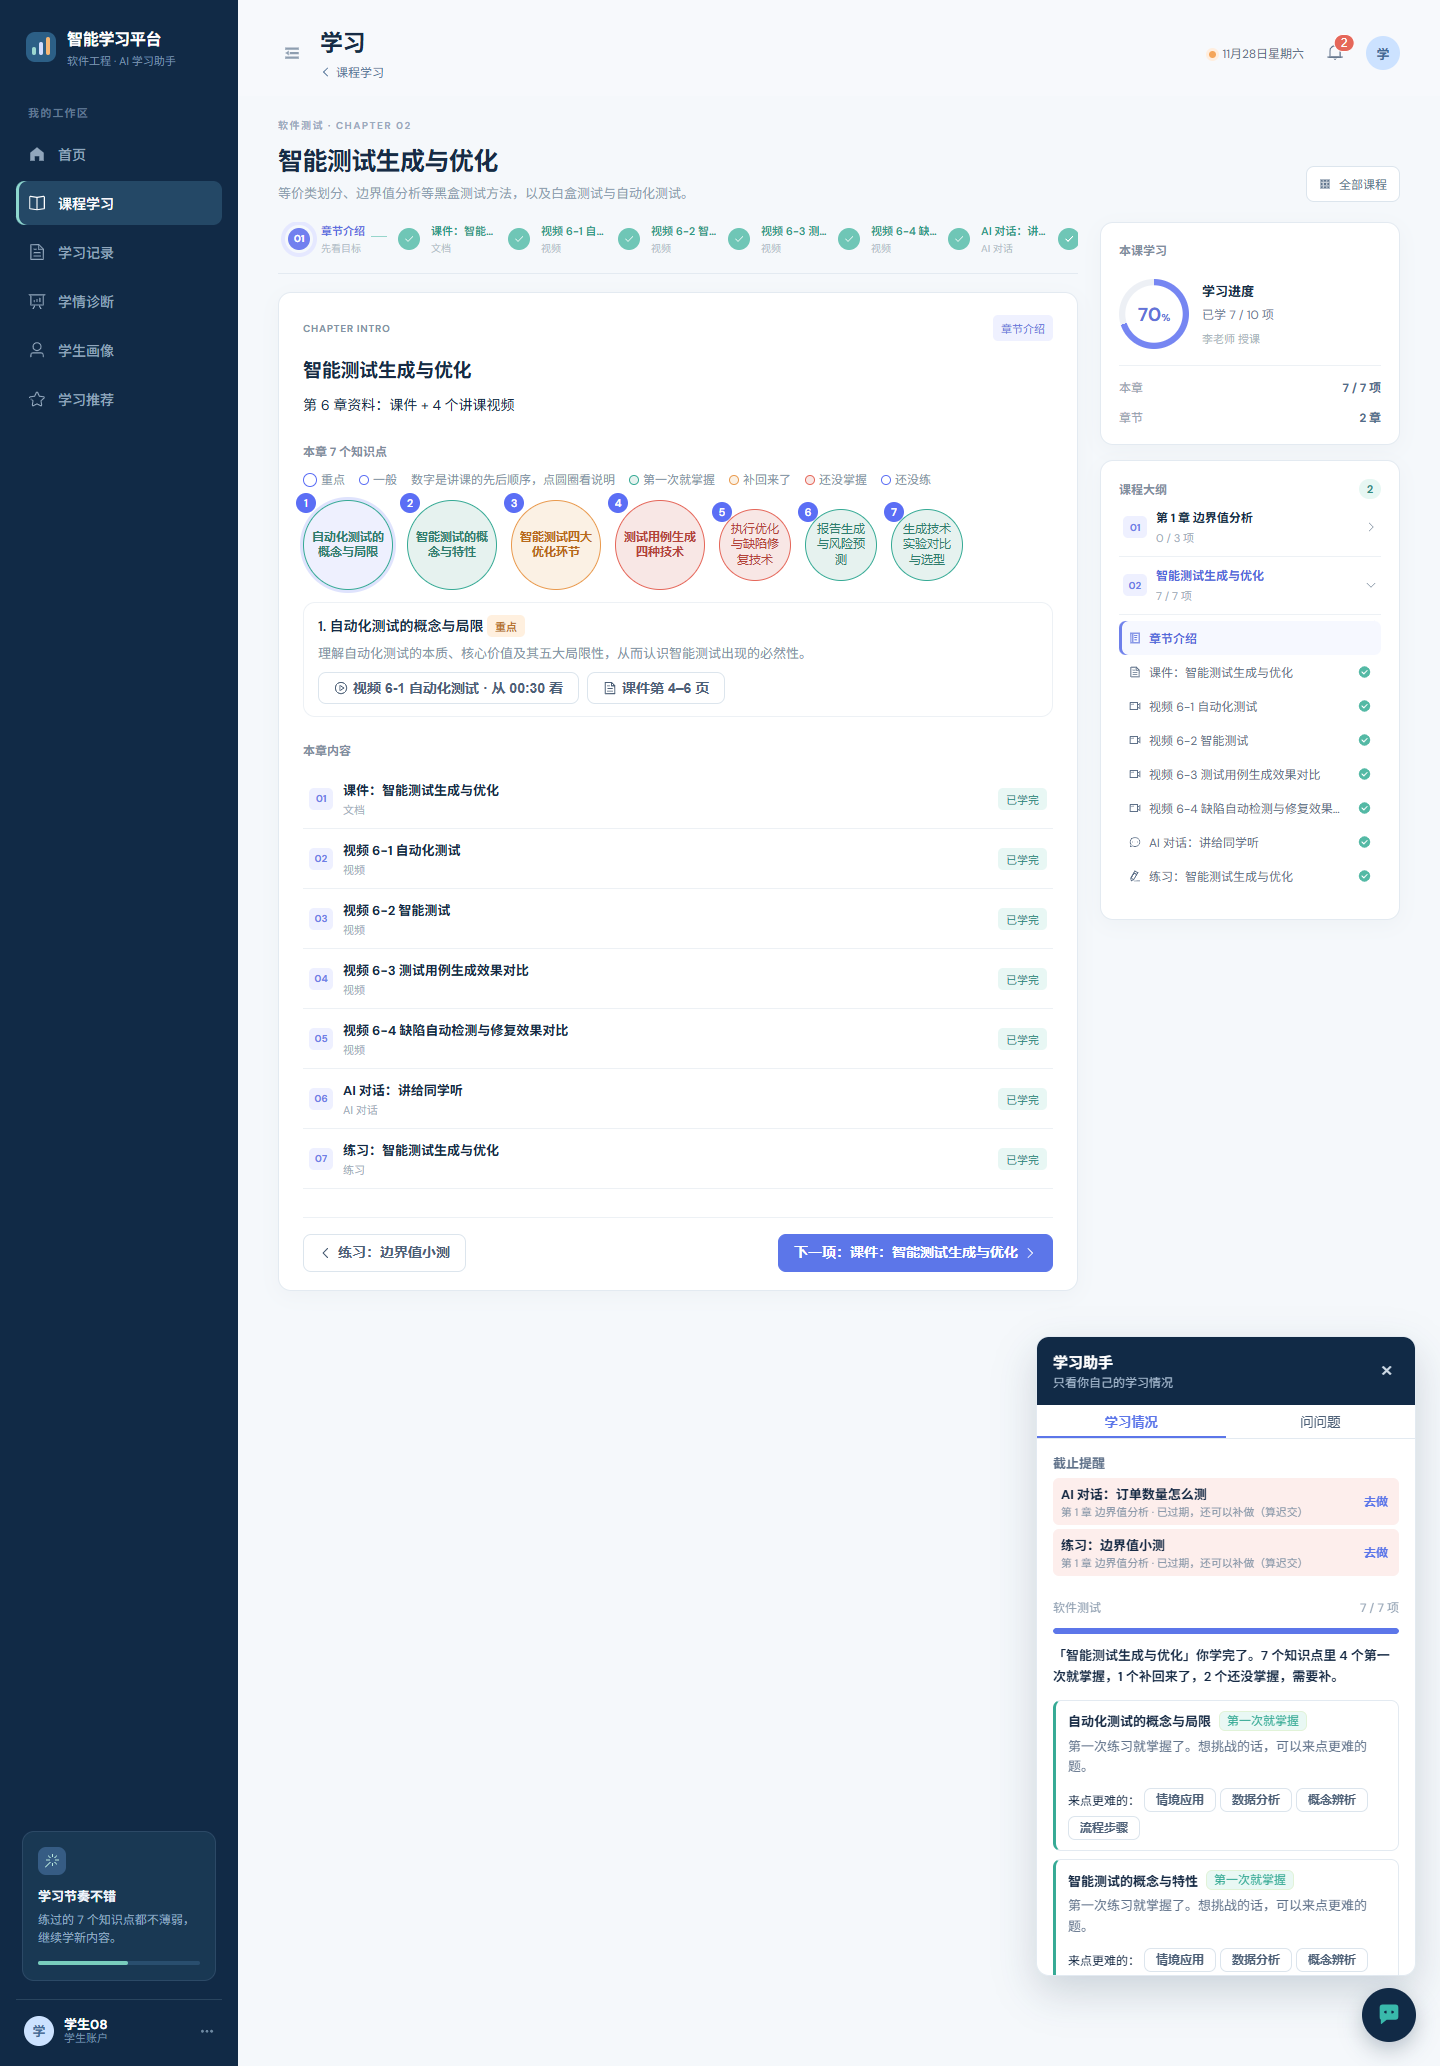 智能学习平台
软件工程 · AI 学习助手
我的工作区
首页
课程学习
学习记录
学情诊断
学生画像
学习推荐
学习节奏不错
练过的 7 个知识点都不薄弱，
继续学新内容。
学
学生08
学生账户
学习
课程学习
11月28日星期六
2
学
软件测试 · CHAPTER 02
智能测试生成与优化
等价类划分、边界值分析等黑盒测试方法，以及白盒测试与自动化测试。
全部课程
01
章节介绍
先看目标
课件：智能...
文档
视频 6-1 自...
视频
视频 6-2 智...
视频
视频 6-3 测...
视频
视频 6-4 缺...
视频
AI 对话：讲...
AI 对话
CHAPTER INTRO
章节介绍
智能测试生成与优化
第 6 章资料：课件 + 4 个讲课视频
本章 7 个知识点
重点
一般
数字是讲课的先后顺序，点圆圈看说明
第一次就掌握
补回来了
还没掌握
还没练
1
自动化测试的
概念与局限
2
智能测试的概
念与特性
3
智能测试四大
优化环节
4
测试用例生成
四种技术
5
执行优化
与缺陷修
复技术
6
报告生成
与风险预
测
7
生成技术
实验对比
与选型
1. 自动化测试的概念与局限
重点
理解自动化测试的本质、核心价值及其五大局限性，从而认识智能测试出现的必然性。
视频 6-1 自动化测试 · 从 00:30 看
课件第 4–6 页
本章内容
01
课件：智能测试生成与优化
文档
已学完
02
视频 6-1 自动化测试
视频
已学完
03
视频 6-2 智能测试
视频
已学完
04
视频 6-3 测试用例生成效果对比
视频
已学完
05
视频 6-4 缺陷自动检测与修复效果对比
视频
已学完
06
AI 对话：讲给同学听
AI 对话
已学完
07
练习：智能测试生成与优化
练习
已学完
练习：边界值小测
下一项：课件：智能测试生成与优化
本课学习
70%
学习进度
已学 7 / 10 项
李老师 授课
本章
7 / 7 项
章节
2 章
课程大纲
2
01
第 1 章 边界值分析
0 / 3 项
02
智能测试生成与优化
7 / 7 项
章节介绍
课件：智能测试生成与优化
视频 6-1 自动化测试
视频 6-2 智能测试
视频 6-3 测试用例生成效果对比
视频 6-4 缺陷自动检测与修复效果...
AI 对话：讲给同学听
练习：智能测试生成与优化
学习助手
只看你自己的学习情况
学习情况
问问题
截止提醒
AI 对话：订单数量怎么测
第 1 章 边界值分析 · 已过期，还可以补做（算迟交）
去做
练习：边界值小测
第 1 章 边界值分析 · 已过期，还可以补做（算迟交）
去做
软件测试
7 / 7 项
「智能测试生成与优化」你学完了。7 个知识点里 4 个第一
次就掌握，1 个补回来了，2 个还没掌握，需要补。
自动化测试的概念与局限
第一次就掌握
第一次练习就掌握了。想挑战的话，可以来点更难的
题。
来点更难的：
情境应用
数据分析
概念辨析
流程步骤
智能测试的概念与特性
第一次就掌握
第一次练习就掌握了。想挑战的话，可以来点更难的
题。
来点更难的：
情境应用
数据分析
概念辨析